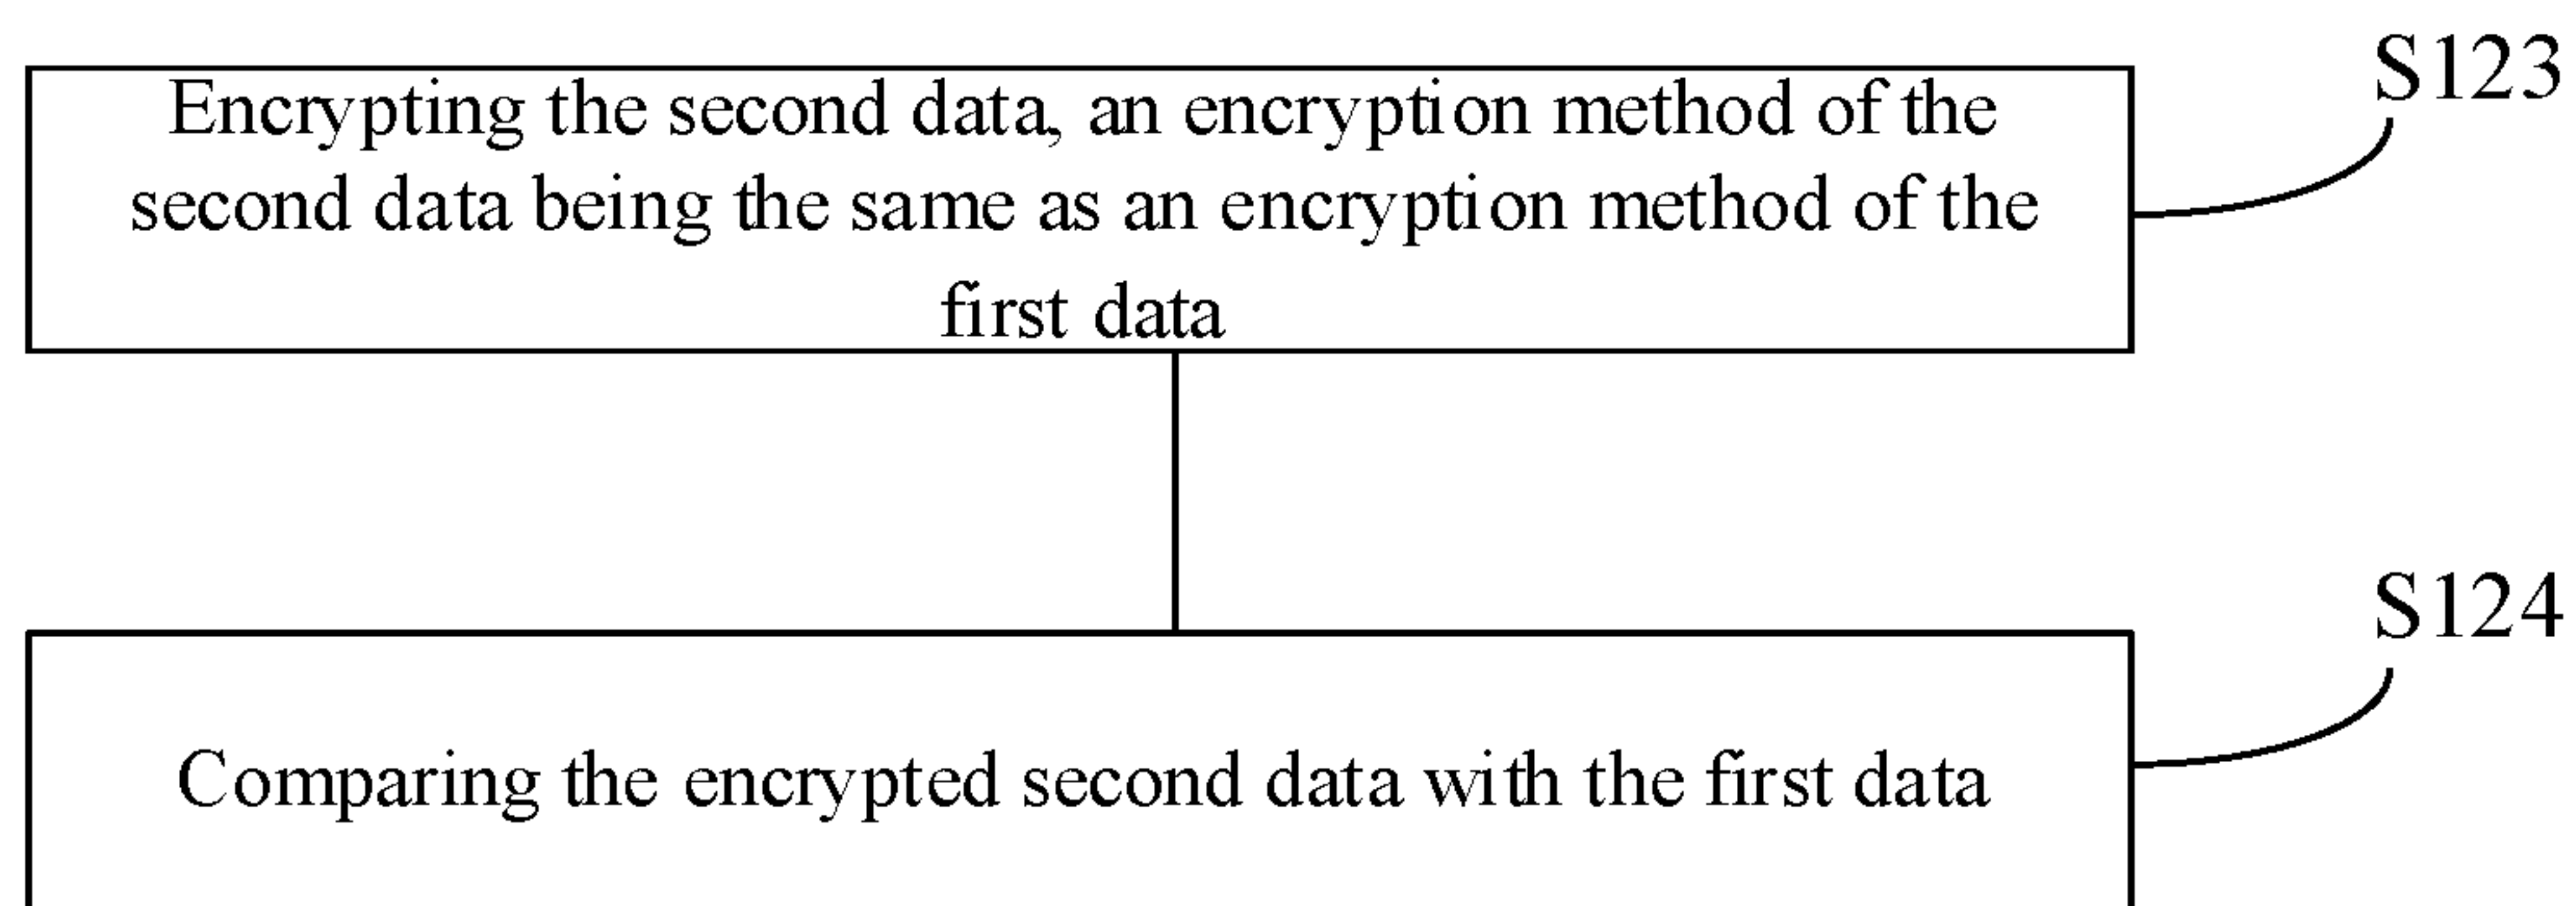 S123
Encrypting the second data, an encryption method of the
second data being the same as an encryption method of the
first data
S124
Comparing the encrypted second data with the first data